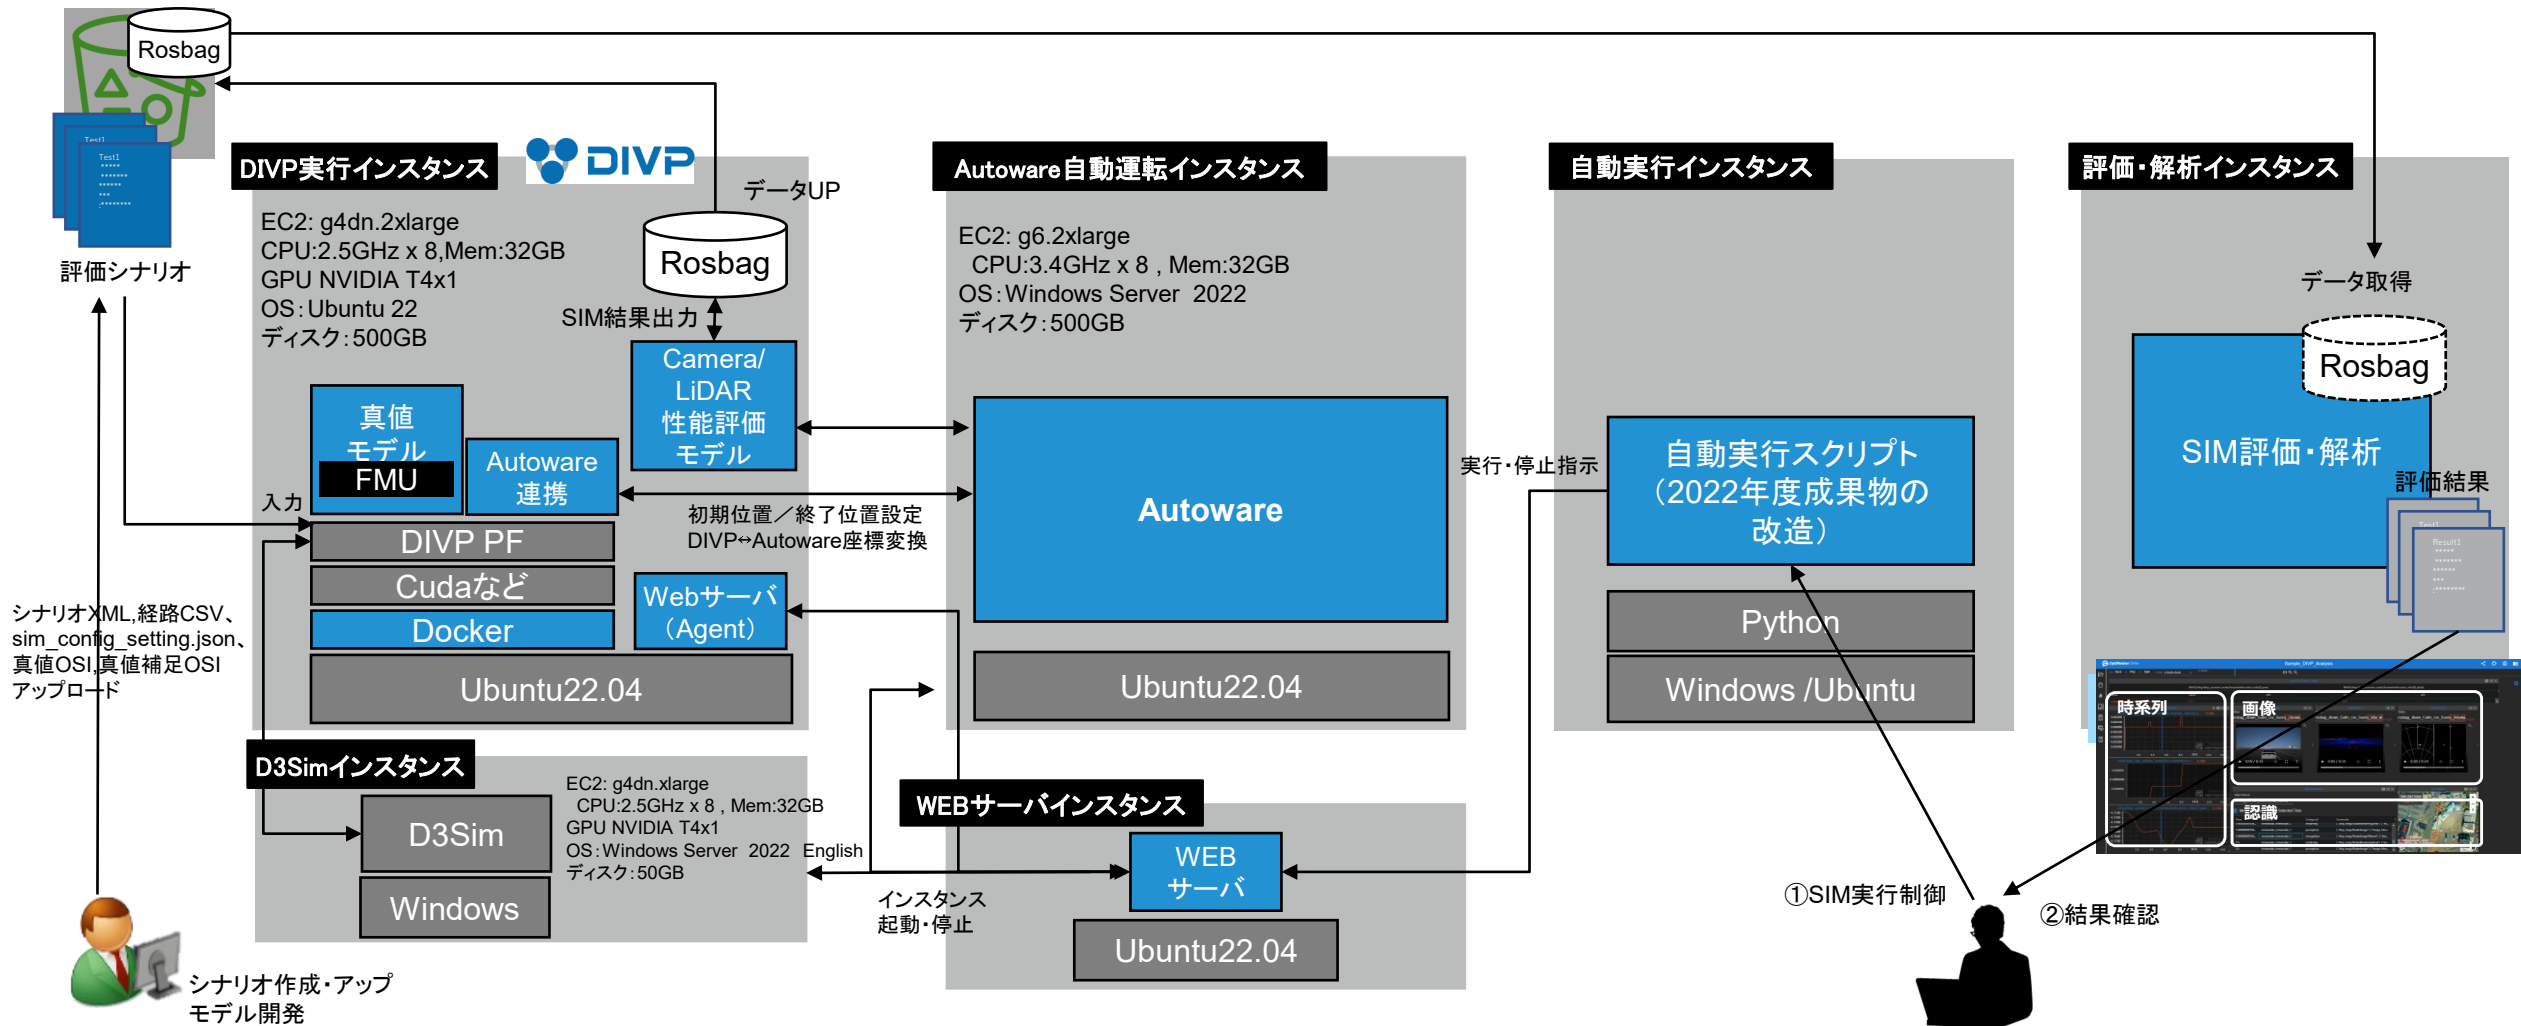 Rosbag
Test1
Test1
*****
*******
******
***
:********
評価シナリオ
シナリオXML,経路CSV、
sim_config_setting.json、
真値OSI,真値補足OSI
アップロード
シナリオ作成・アップ
モデル開発
DIVP実行インスタンス
DIVP
データUP
EC2: g4dn.2xlarge
CPU:2.5GHz x 8,Mem:32GB
GPU NVIDIA T4x1
OS:Ubuntu 22
ディスク:500GB
Rosbag
SIM結果出力
Camera/
LiDAR
性能評価
モデル
真値
モデル
FMU
Autoware
連携
入力
DIVP PF
Cudaなど
Docker
Webサーバ
（Agent）
Ubuntu22.04
初期位置／終了位置設定
DIVP↔Autoware座標変換
D3Simインスタンス
EC2: g4dn.xlarge
CPU:2.5GHz x 8 , Mem:32GB
GPU NVIDIA T4x1
OS:Windows Server 2022 English
ディスク:50GB
D3Sim
Windows
Autoware自動運転インスタンス
EC2: g6.2xlarge
CPU:3.4GHz x 8 , Mem:32GB
OS:Windows Server 2022
ディスク:500GB
Autoware
Ubuntu22.04
WEBサーバインスタンス
WEB
サーバ
Ubuntu22.04
インスタンス
起動・停止
自動実行インスタンス
実行・停止指示
自動実行スクリプト
（2022年度成果物の
改造）
Python
Windows /Ubuntu
①SIM実行制御
②結果確認
評価・解析インスタンス
データ取得
Rosbag
SIM評価・解析
評価結果
Test1
Result1
*****
*******
******
***
:********
Sample_DIVP_Analysis
時系列
画像
認識